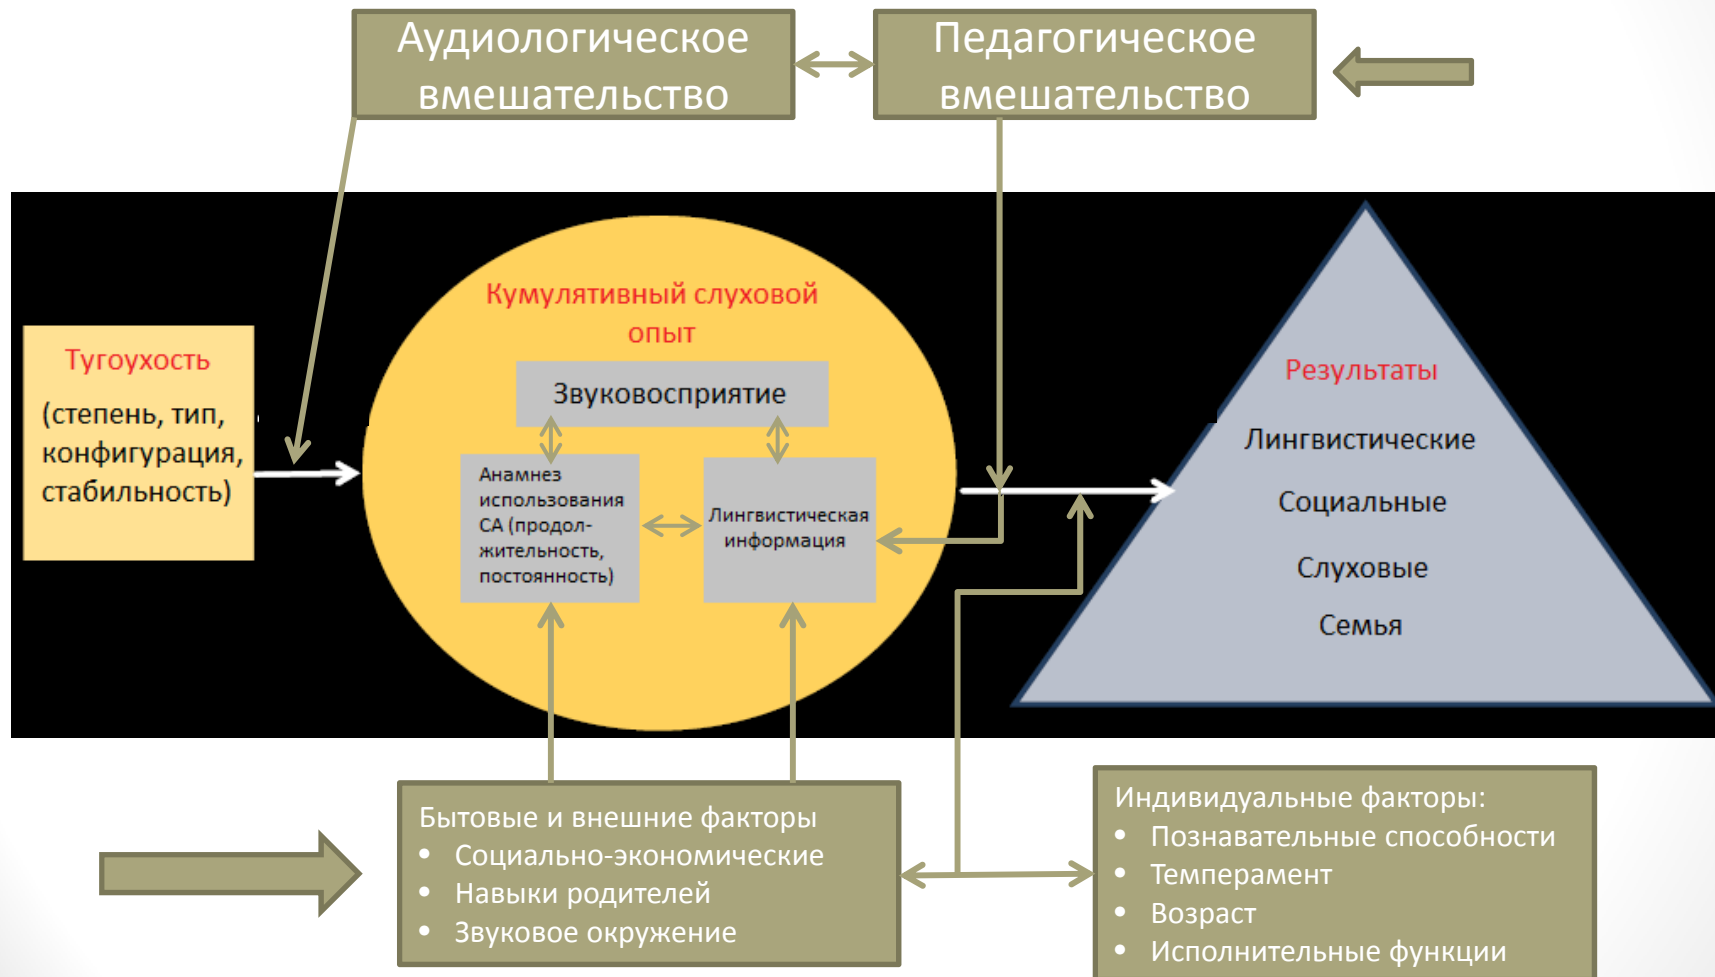 Аудиологическое
вмешательство
Педагогическое
вмешательство
Тугоухость
(степень, тип,
конфигурация,
стабильность)
Кумулятивный слуховой
опыт
Звуковосприятие
Анамнез
использования
СА (продол-
жительность,
постоянность)
Лингвистическая
информация
Результаты
Лингвистические
Социальные
Слуховые
Семья
Бытовые и внешние факторы
• Социально-экономические
• Навыки родителей
• Звуковое окружение
Индивидуальные факторы:
• Познавательные способности
• Темперамент
• Возраст
• Исполнительные функции